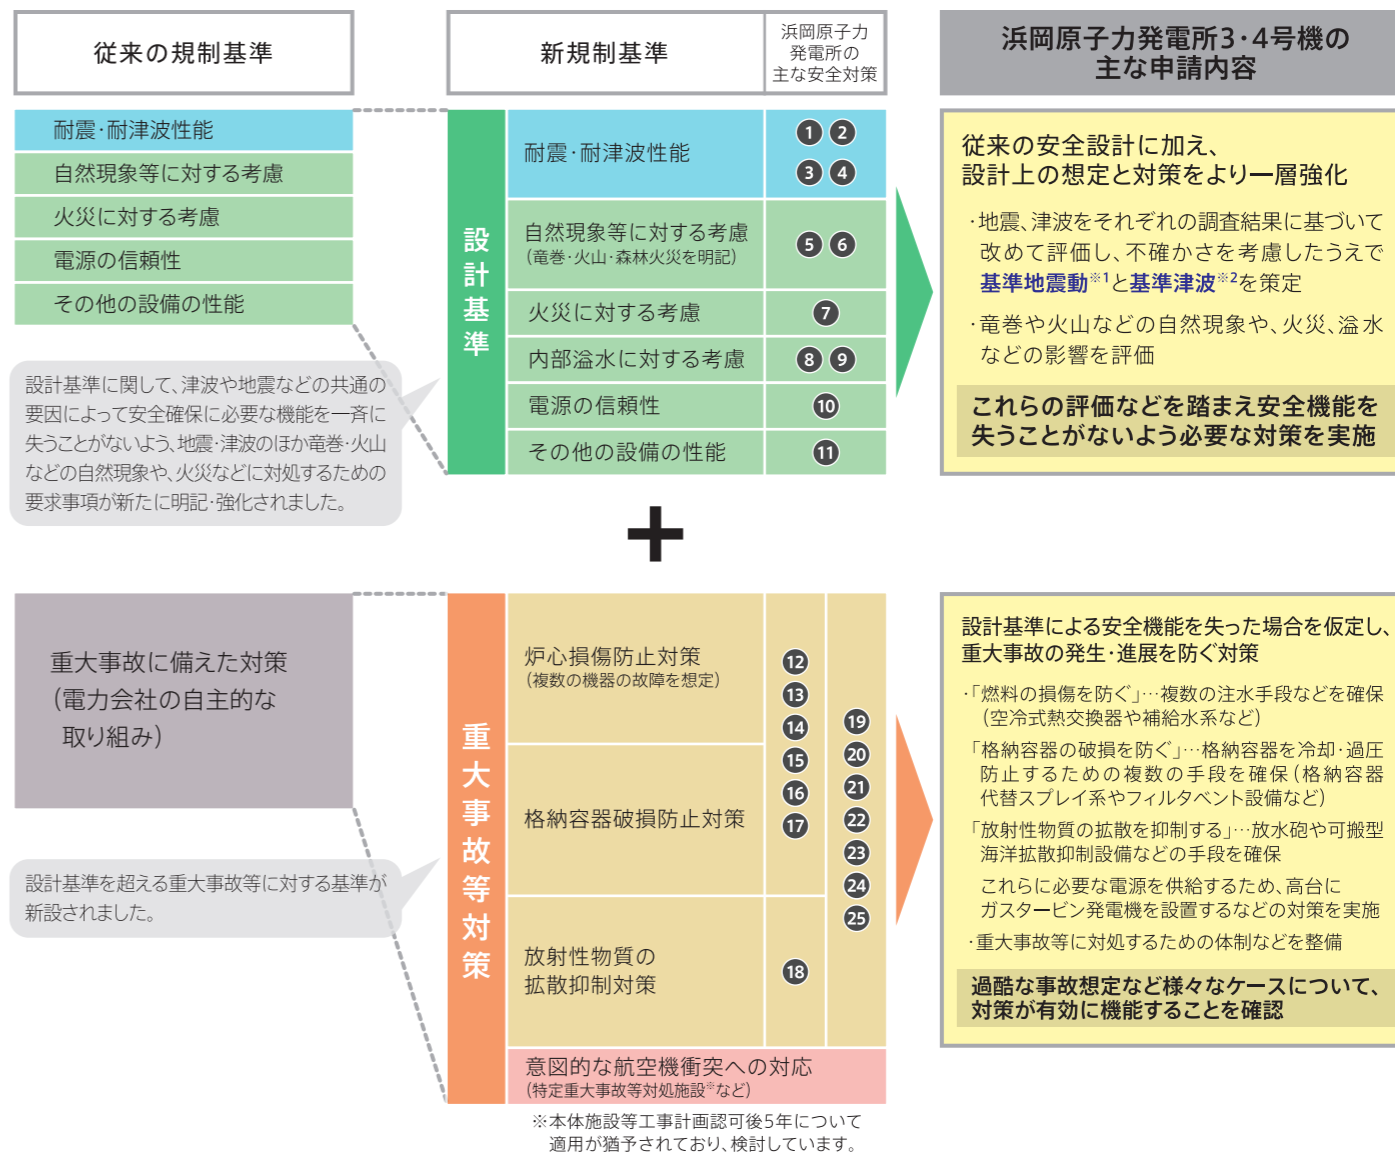 従来の規制基準
新規制基準
浜岡原子力
発電所の
主な安全対策
浜岡原子力発電所3・4号機の
主な申請内容
耐震・耐津波性能
自然現象等に対する考慮
火災に対する考慮
電源の信頼性
その他の設備の性能
設計基準に関して、津波や地震などの共通の
要因によって安全確保に必要な機能を一斉に
失うことがないよう、地震・津波のほか竜巻・火山
などの自然現象や、火災などに対処するための
要求事項が新たに明記・強化されました。
設計基準
耐震・耐津波性能
1 2
3 4
自然現象等に対する考慮
(竜巻・火山・森林火災を明記)
5 6
火災に対する考慮
7
内部溢水に対する考慮
8 9
電源の信頼性
10
その他の設備の性能
11
従来の安全設計に加え、
設計上の想定と対策をより一層強化
・地震、津波をそれぞれの調査結果に基づいて
改めて評価し、不確かさを考慮したうえで
基準地震動※1と基準津波※2を策定
・竜巻や火山などの自然現象や、火災、溢水
などの影響を評価
これらの評価などを踏まえ安全機能を
失うことがないよう必要な対策を実施
+
重大事故に備えた対策
(電力会社の自主的な
取り組み)
設計基準を超える重大事故等に対する基準が
新設されました。
重大事故等対策
炉心損傷防止対策
(複数の機器の故障を想定)
格納容器破損防止対策
12
13
14
15
16
17
放射性物質の
拡散抑制対策
18
19
20
21
22
23
24
25
意図的な航空機衝突への対応
(特定重大事故等対処施設※など)
※本体施設等工事計画認可後5年について
適用が猶予されており、検討しています。
設計基準による安全機能を失った場合を仮定し、
重大事故の発生・進展を防ぐ対策
・「燃料の損傷を防ぐ」…複数の注水手段などを確保
(空冷式熱交換器や補給水系など)
「格納容器の破損を防ぐ」…格納容器を冷却・過圧
防止するための複数の手段を確保(格納容器
代替スプレイ系やフィルタベント設備など)
「放射性物質の拡散を抑制する」…放水砲や可搬型
海洋拡散抑制設備などの手段を確保
これらに必要な電源を供給するため、高台に
ガスタービン発電機を設置するなどの対策を実施
・重大事故等に対処するための体制などを整備
過酷な事故想定など様々なケースについて、
対策が有効に機能することを確認